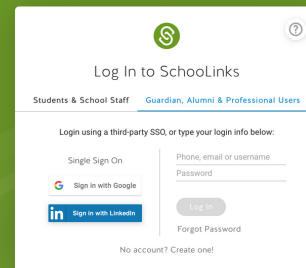 ?
Log In to SchooLinks
Students & School Staff Guardian, Alumni & Professional Users
Login using a third-party SSO, or type your login info below:
Single Sign On
Phone, email or username
Password
G Sign in with Google
in Sign in with LinkedIn
Log In
Forgot Password
No account? Create one!